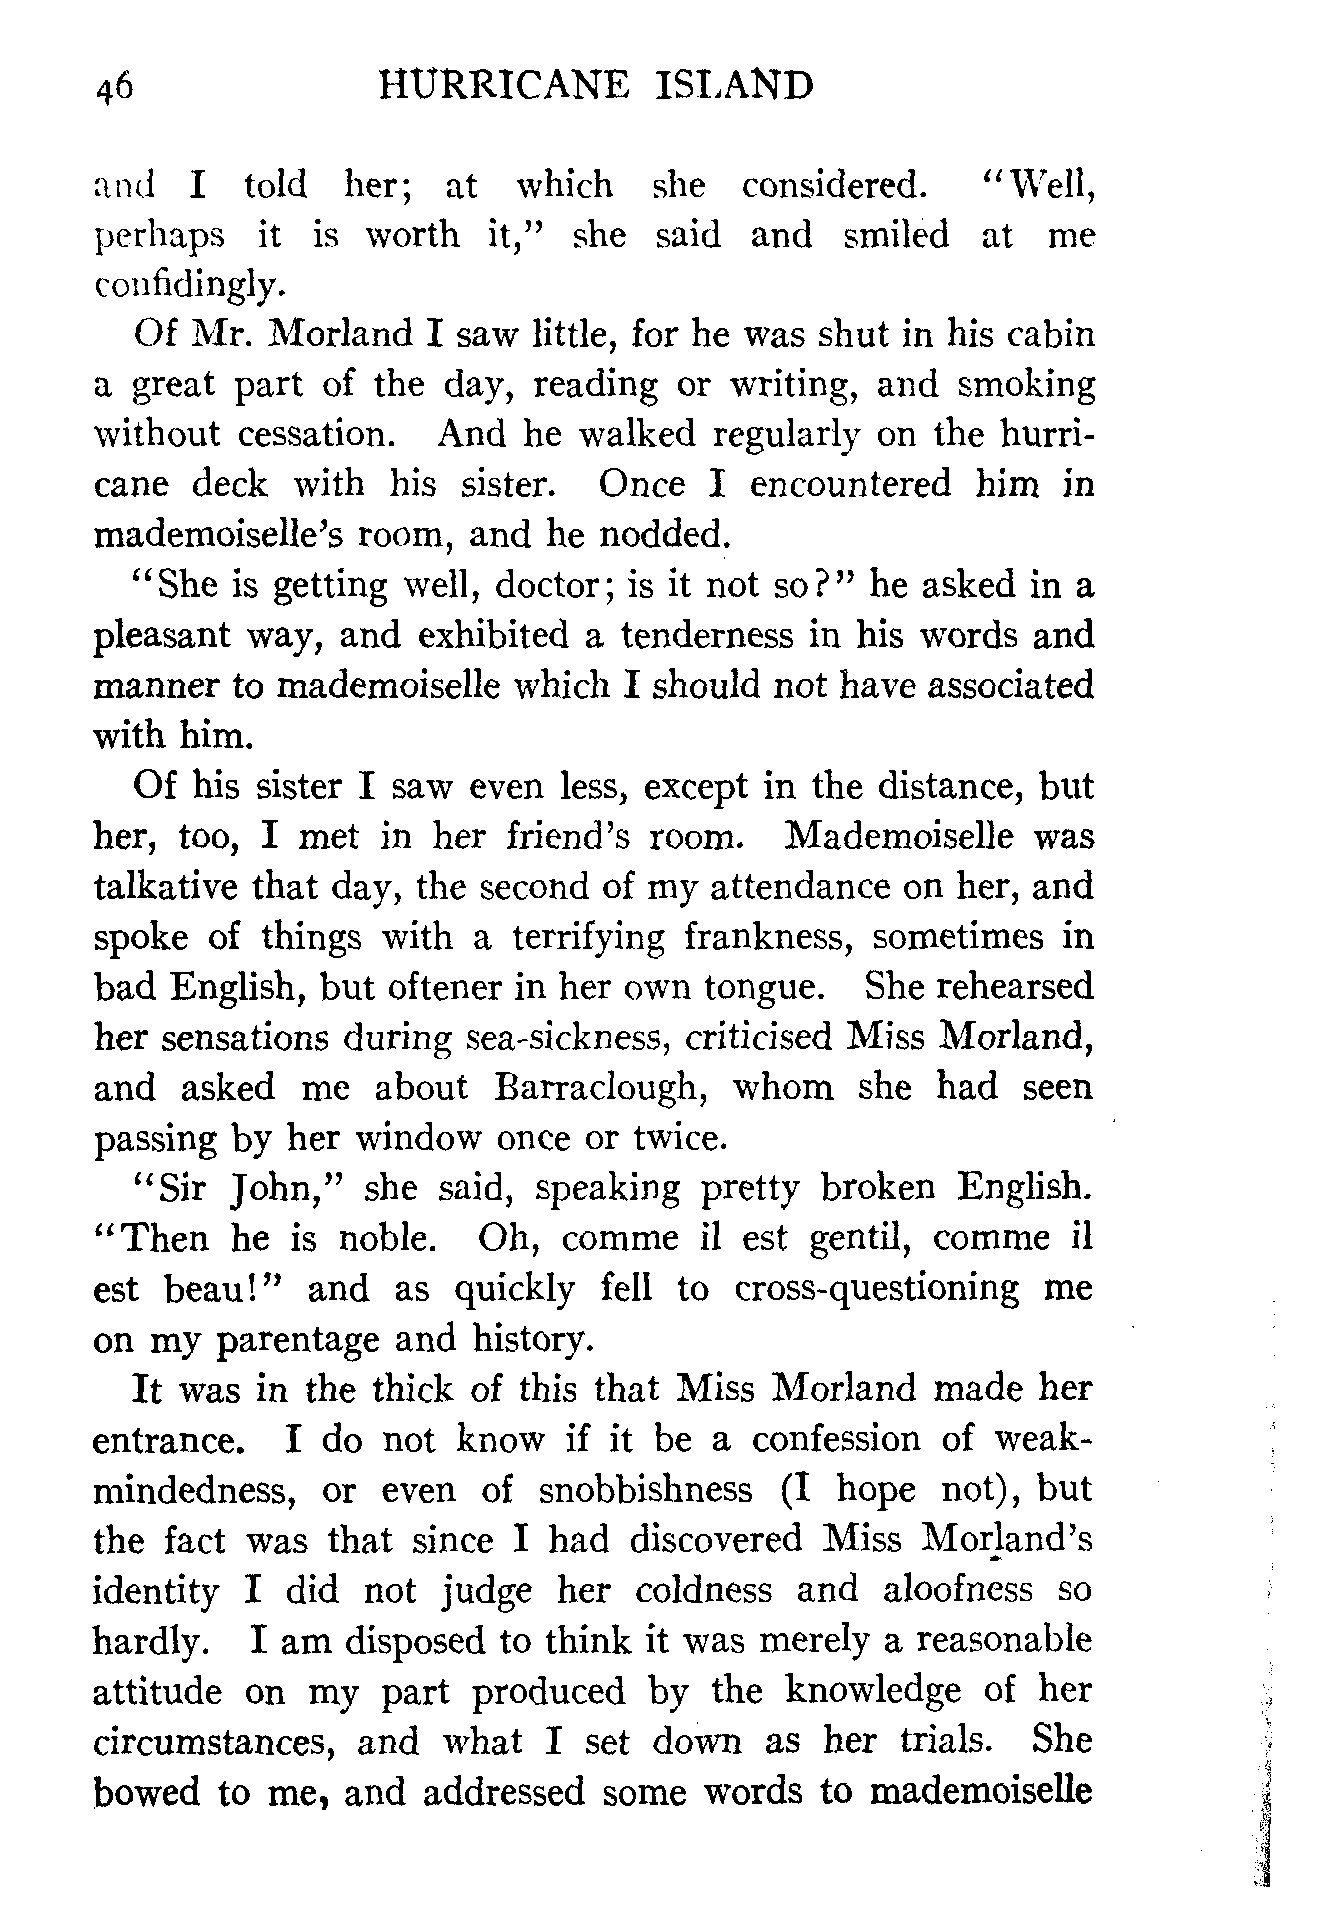 46 HURRICANE ISLAND
and I told her; at which she considered. "Well,
perhaps it is worth it," she said and smiled at me
confidingly.
Of Mr. Morland I saw little, for he was shut in his cabin
a great part of the day, reading or writing, and smoking
without cessation. And he walked regularly on the hurri-
cane deck with his sister. Once I encountered him in
mademoiselle's room, and he nodded.
"She is getting well, doctor; is it not so?" he asked in a
pleasant way, and exhibited a tenderness in his words and
manner to mademoiselle which I should not have associated
with him.
Of his sister I saw even less, except in the distance, but
her, too, I met in her friend's room. Mademoiselle was
talkative that day, the second of my attendance on her, and
spoke of things with a terrifying frankness, sometimes in
bad English, but oftener in her own tongue. She rehearsed
her sensations during sea-sickness, criticised Miss Morland,
and asked me about Barraclough, whom she had seen
passing by her window once or twice.
"Sir John," she said, speaking pretty broken English.
"Then he is noble. Oh, comme il est gentil, comme il
est beau!" and as quickly fell to cross-questioning me
on my parentage and history.
It was in the thick of this that Miss Morland made her
entrance. I do not know if it be a confession of weak-
mindedness, or even of snobbishness (I hope not), but
the fact was that since I had discovered Miss Morland's
identity I did not judge her coldness and aloofness so
hardly. I am disposed to think it was merely a reasonable
attitude on my part produced by the knowledge of her
circumstances, and what I set down as her trials. She
bowed to me, and addressed some words to mademoiselle